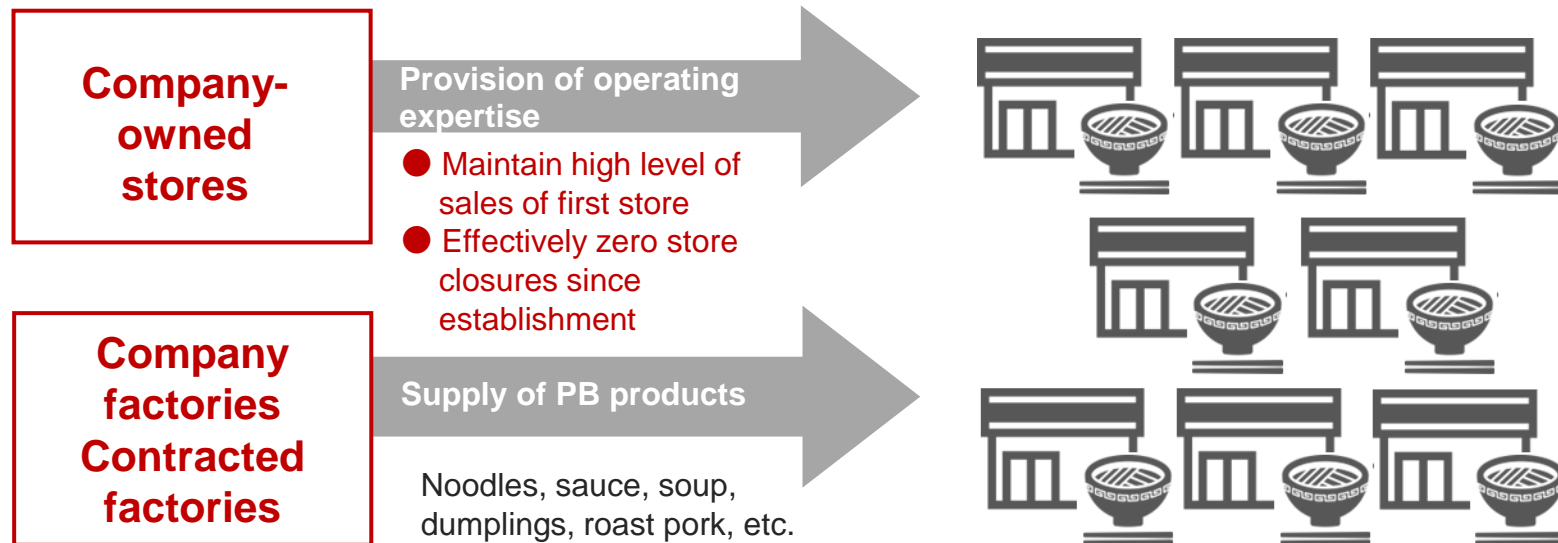 Company-
owned
stores
Provision of operating
expertise
● Maintain high level of
sales of first store
● Effectively zero store
closures since
establishment
Company
factories
Contracted
factories
Supply of PB products
Noodles, sauce, soup,
dumplings, roast pork, etc.